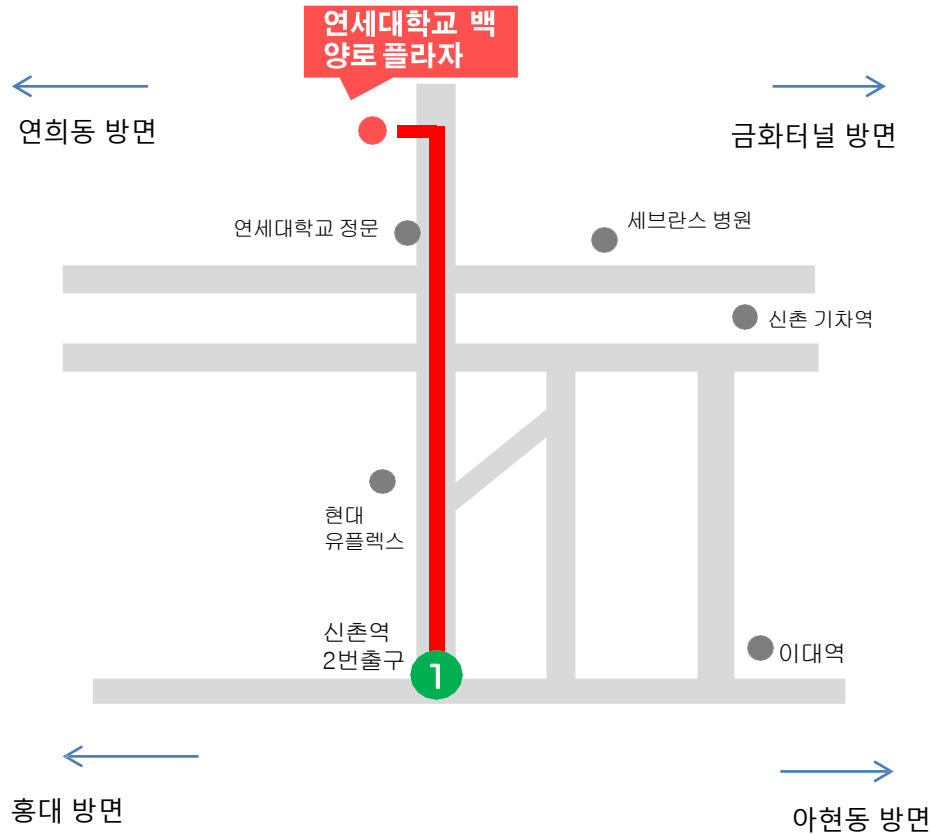 연세대학교 백
양로 플라자
연희동 방면
금화터널 방면
연세대학교 정문
세브란스 병원
신촌 기차역
현대
유플렉스
신촌역
2번출구
1
이대역
홍대 방면
아현동 방면